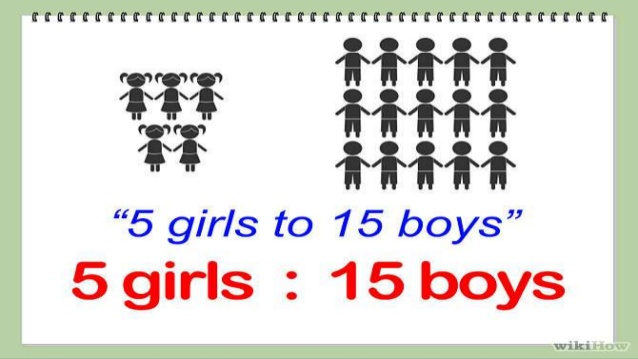 “5 girls to 15 boys”
5 girls : 15 boys
wikiHow